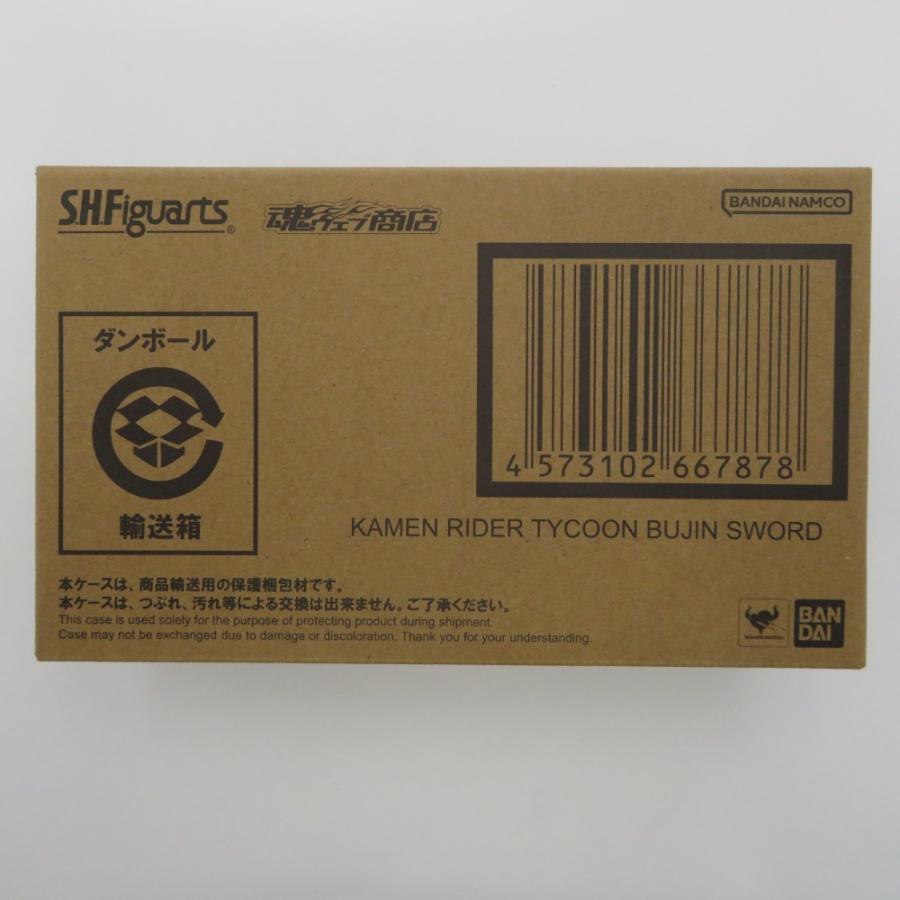 S.H.Figuarts®
魂ウェブ商店
BANDAI NAMCO
ダンボール
輸送箱
4 573102 667878
KAMEN RIDER TYCOON BUJIN SWORD
本ケースは、商品輸送用の保護梱包材です。
本ケースは、つぶれ、汚れ等による交換は出来ません。ご了承ください。
This case is used solely for the purpose of protecting product during shipment.
Case may not be exchanged due to damage or discoloration. Thank you for your understanding.
BAN
DAI